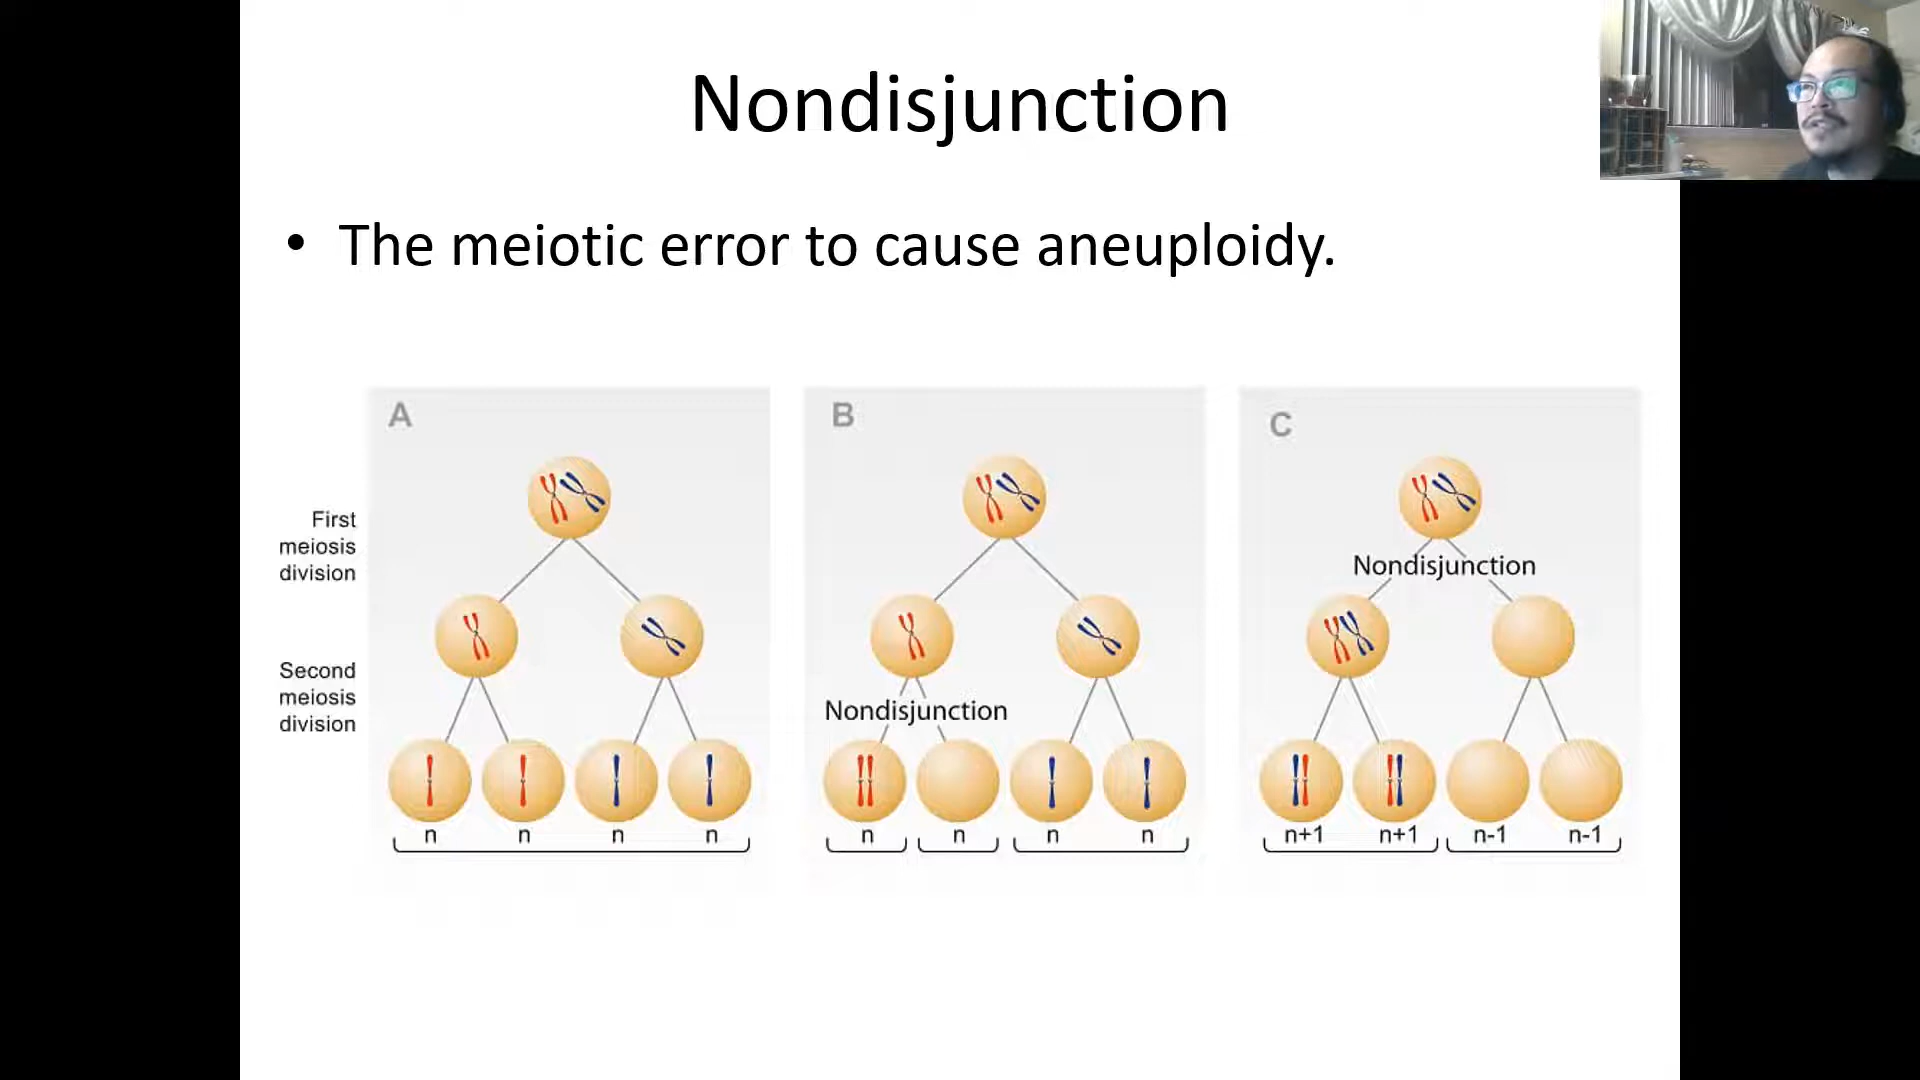 Nondisjunction
• The meiotic error to cause aneuploidy.
A
First
meiosis
division
Second
meiosis
division
n n n n
B
Nondisjunction
n n n n
C
Nondisjunction
n+1 n+1 n-1 n-1